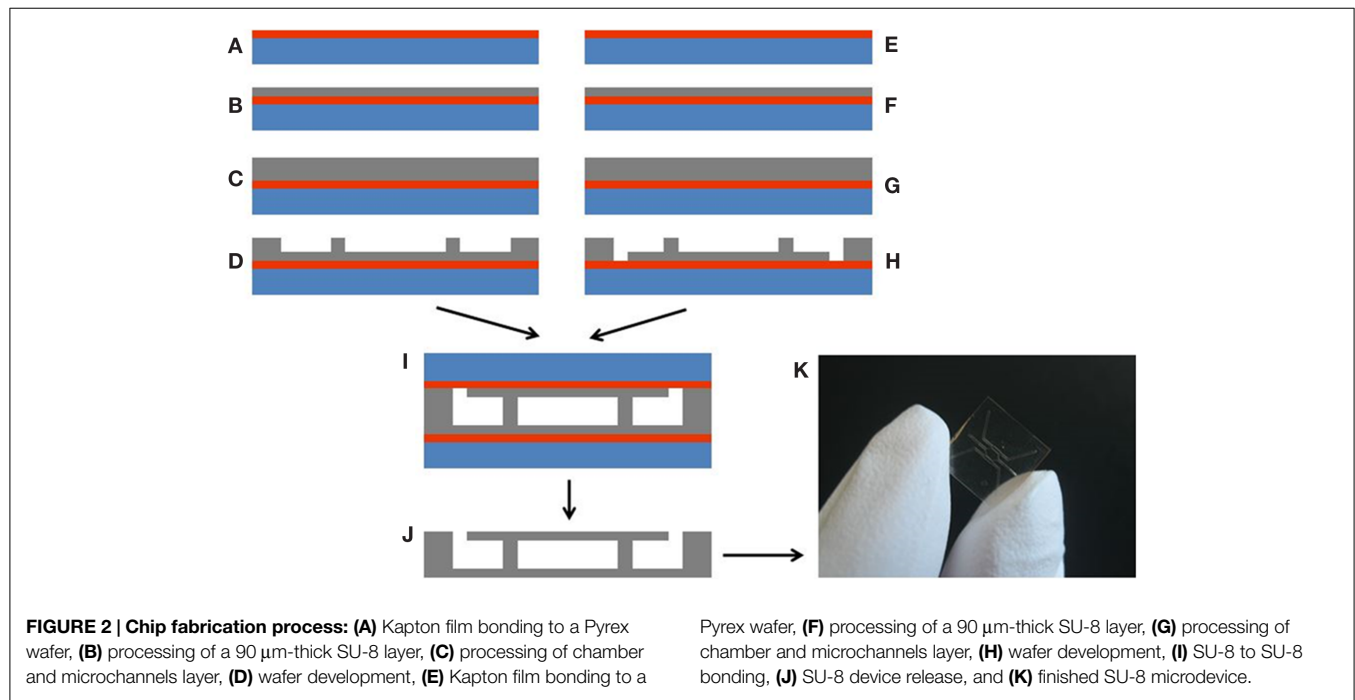 A
E
B
F
C
G
D
H
I
K
J
FIGURE 2 | Chip fabrication process: (A) Kapton film bonding to a Pyrex
wafer, (B) processing of a 90 μm-thick SU-8 layer, (C) processing of chamber
and microchannels layer, (D) wafer development, (E) Kapton film bonding to a
Pyrex wafer, (F) processing of a 90 μm-thick SU-8 layer, (G) processing of
chamber and microchannels layer, (H) wafer development, (I) SU-8 to SU-8
bonding, (J) SU-8 device release, and (K) finished SU-8 microdevice.